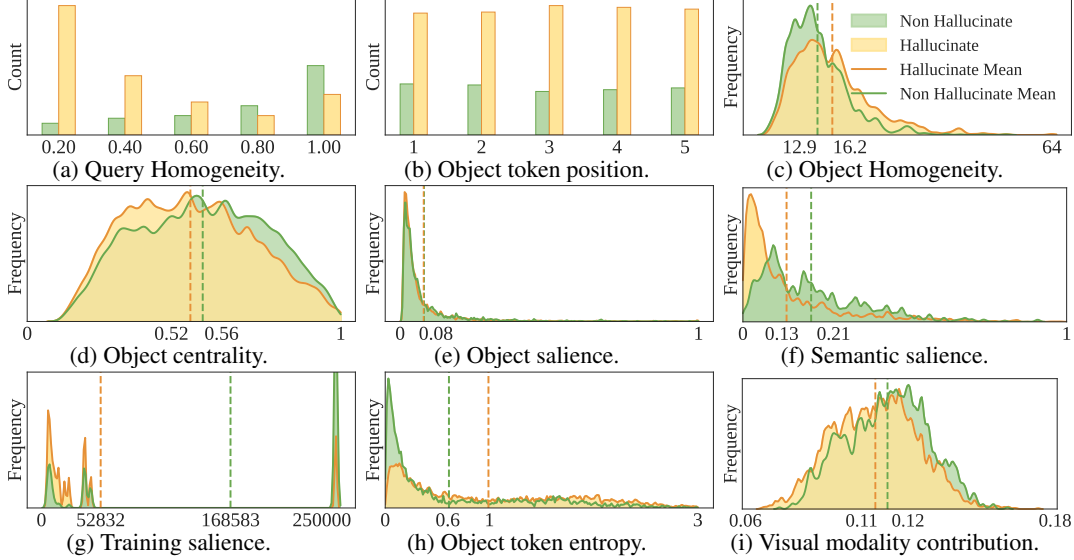 Count
0.20 0.40 0.60 0.80 1.00
(a) Query Homogeneity.
Count
1 2 3 4 5
(b) Object token position.
Frequency
Non Hallucinate
Hallucinate
Hallucinate Mean
Non Hallucinate Mean
12.9 16.2 64
(c) Object Homogeneity.
Frequency
0 0.52 0.56 1
(d) Object centrality.
Frequency
0 0.08 1
(e) Object salience.
Frequency
0 0.13 0.21 1
(f) Semantic salience.
Frequency
0 52832 168583 250000
(g) Training salience.
Frequency
0 0.6 1 3
(h) Object token entropy.
Frequency
0.06 0.11 0.12 0.18
(i) Visual modality contribution.